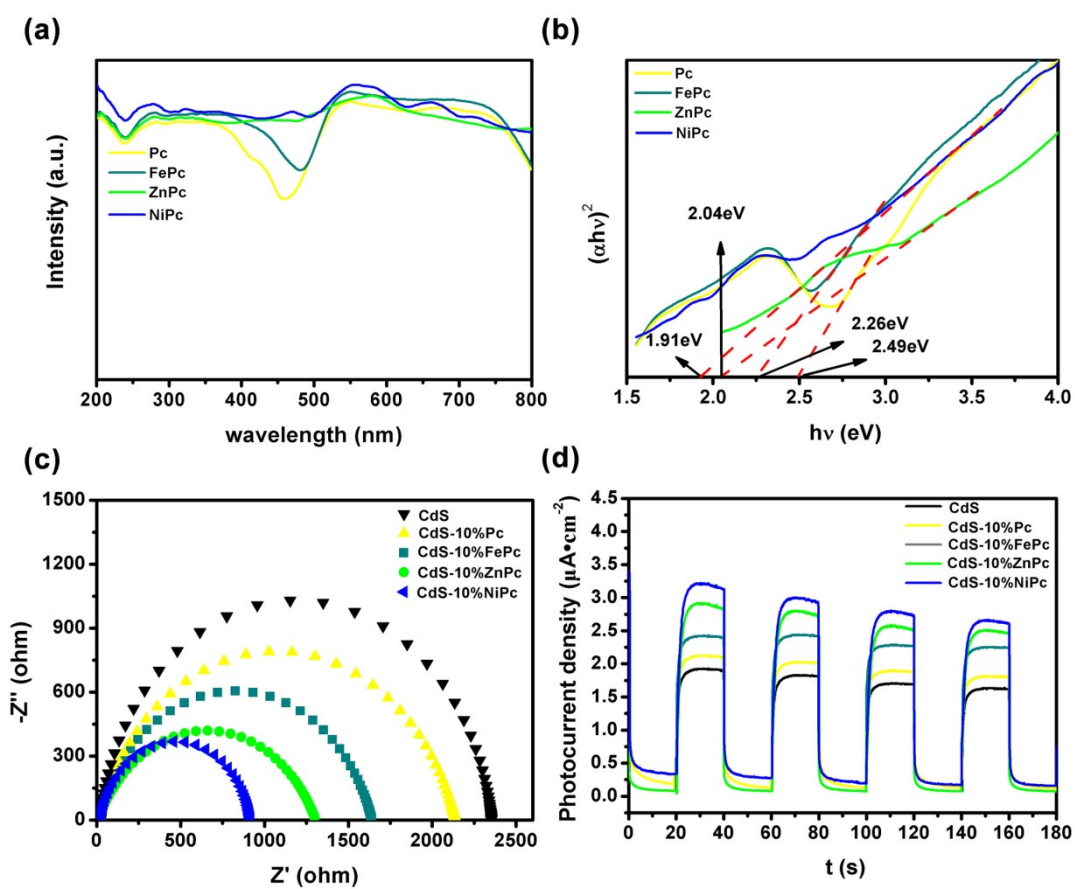 (a)
Intensity (a.u.)
Pc
FePc
ZnPc
NiPc
200 300 400 500 600 700 800
wavelength (nm)
(b)
(αhν)²
Pc
FePc
ZnPc
NiPc
2.04eV
1.91eV
2.26eV
2.49eV
1.5 2.0 2.5 3.0 3.5 4.0
hν (eV)
(c)
-Z'' (ohm)
1500
1200
900
600
300
0
CdS
CdS-10%Pc
CdS-10%FePc
CdS-10%ZnPc
CdS-10%NiPc
0 500 1000 1500 2000 2500
Z' (ohm)
(d)
Photocurrent density (μA•cm⁻²)
4.5
4.0
3.5
3.0
2.5
2.0
1.5
1.0
0.5
0.0
CdS
CdS-10%Pc
CdS-10%FePc
CdS-10%ZnPc
CdS-10%NiPc
0 20 40 60 80 100 120 140 160 180
t (s)